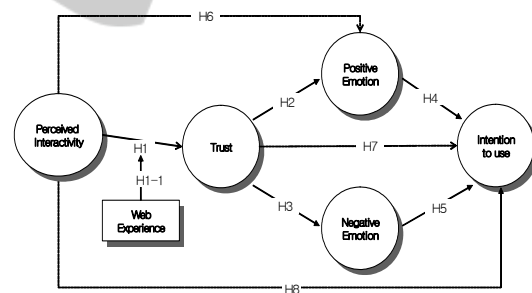 H6
Positive
Emotion
H2
H4
Perceived
Interactivity
H1
Trust
H7
Intention
to use
H1-1
Web
Experience
H3
H5
Negative
Emotion
H8